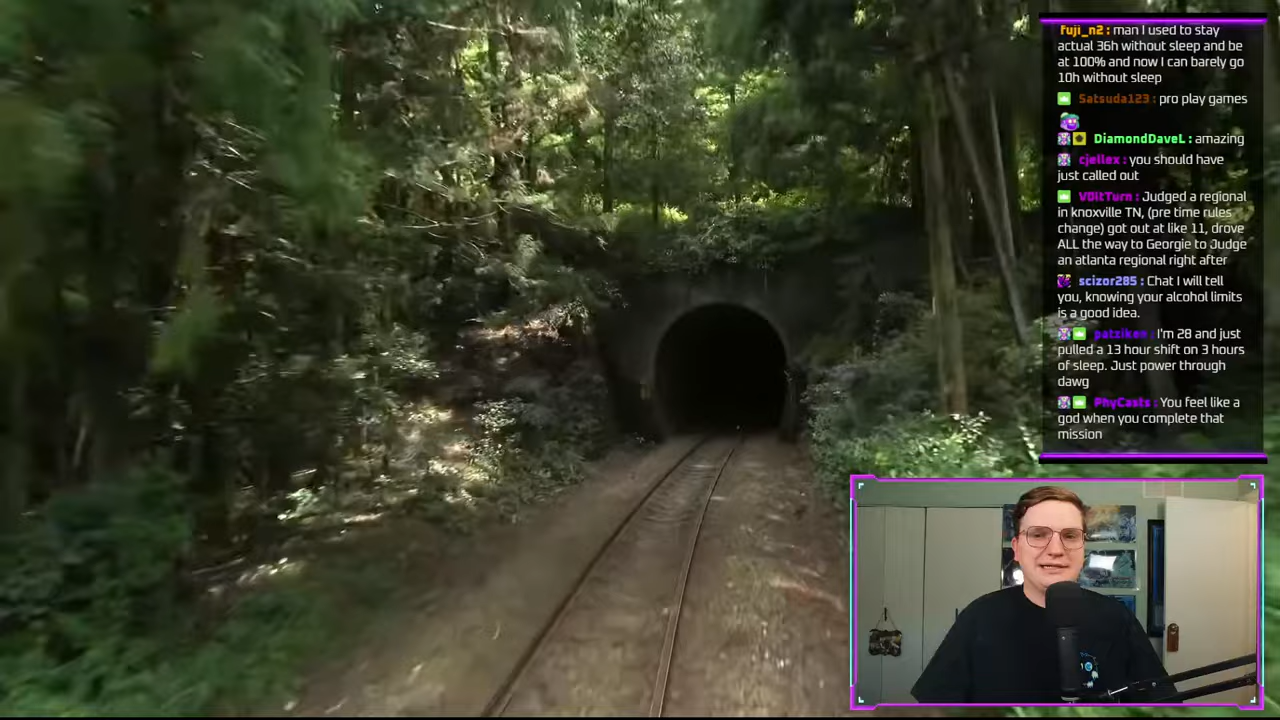 fuji_n2 : man I used to stay
actual 36h without sleep and be
at 100% and now I can barely go
10h without sleep
Satsuda123 : pro play games
DiamondDaveL : amazing
cjellex : you should have
just called out
V0ltTurn : Judged a regional
in knoxville TN, (pre time rules
change) got out at like 11, drove
ALL the way to Georgie to Judge
an atlanta regional right after
scizor285 : Chat I will tell
you, knowing your alcohol limits
is a good idea.
: I'm 28 and just
pulled a 13 hour shift on 3 hours
of sleep. Just power through
dawg
PhyCasts : You feel like a
god when you complete that
mission